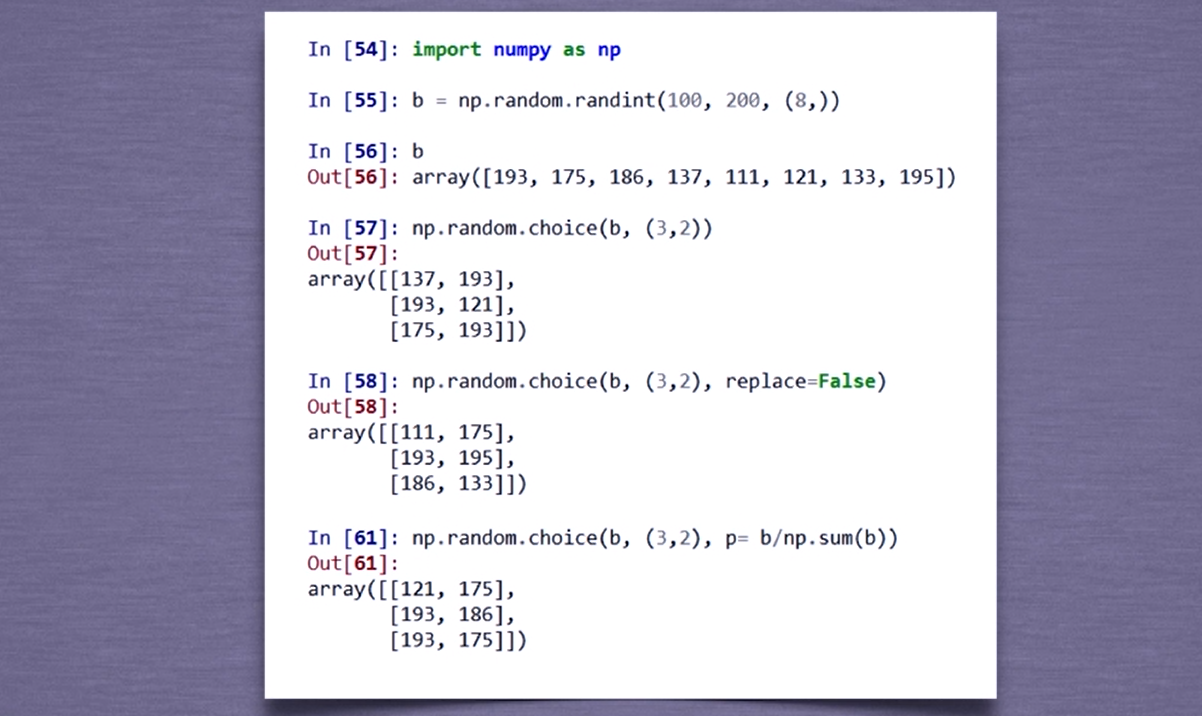 In [54]: import numpy as np
In [55]: b = np.random.randint(100, 200, (8,))
In [56]: b
Out[56]: array([193, 175, 186, 137, 111, 121, 133, 195])
In [57]: np.random.choice(b, (3,2))
Out[57]:
array([[137, 193],
       [193, 121],
       [175, 193]])
In [58]: np.random.choice(b, (3,2), replace=False)
Out[58]:
array([[111, 175],
       [193, 195],
       [186, 133]])
In [61]: np.random.choice(b, (3,2), p= b/np.sum(b))
Out[61]:
array([[121, 175],
       [193, 186],
       [193, 175]])